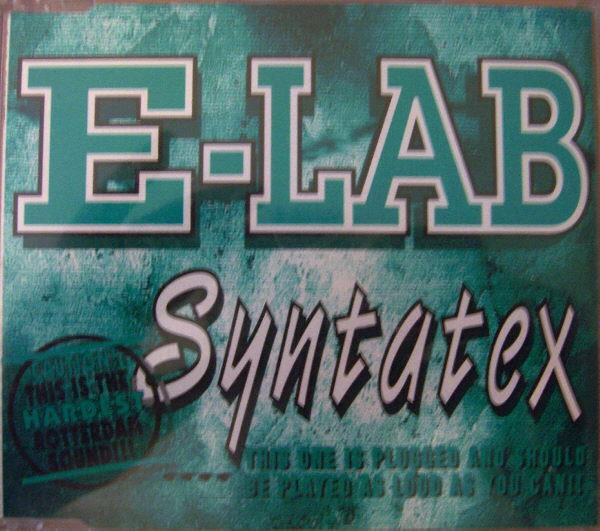 E-LAB
Syntatex
THIS IS THE
HARDEST
ROTTERDAM
SOUND!!!
THIS ONE IS PLUGGED AND SHOULD
BE PLAYED AS LOUD AS YOU CAN!!